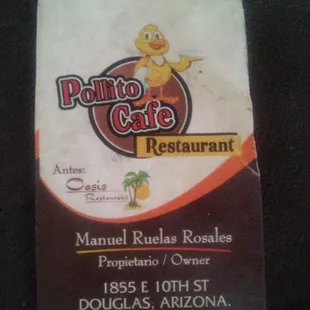 Pollito
Cafe
Restaurant
Antes:
Oasis
Restaurant
Manuel Ruelas Rosales
Propietario / Owner
1855 E 10TH ST
DOUGLAS, ARIZONA.